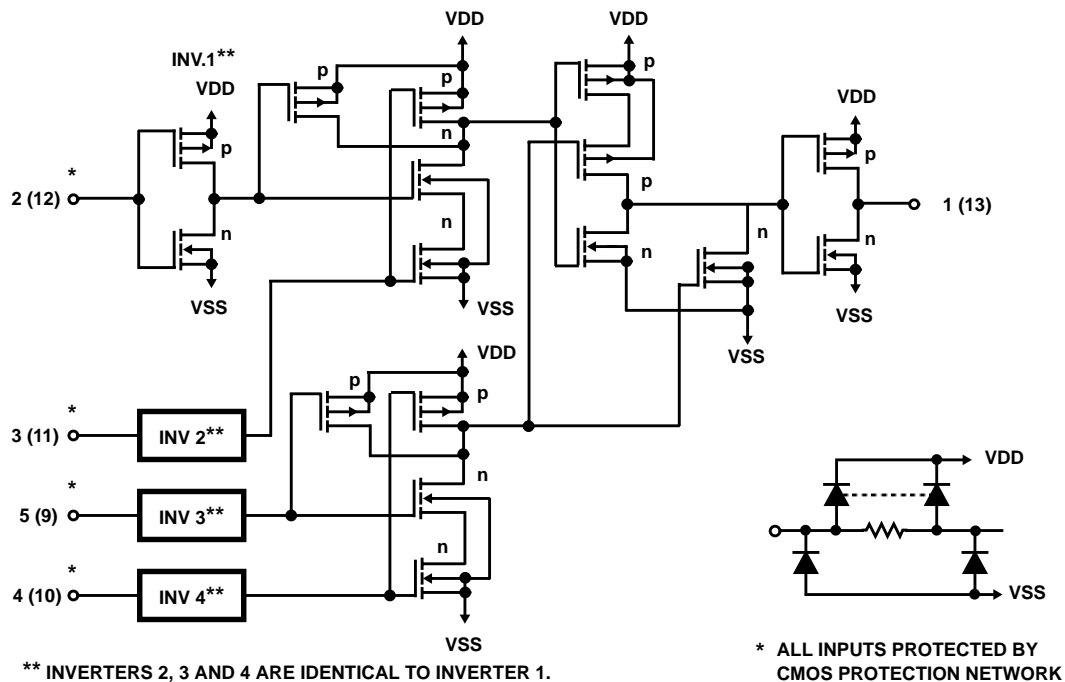 VDD
VDD
INV.1**
p
p
p
VDD
VDD
n
p
p
*
2 (12)
1 (13)
p
n
n
n
n
n
VSS
VSS
VSS
VSS
VDD
p
p
*
3 (11)
INV 2**
n
VDD
*
5 (9)
INV 3**
n
*
4 (10)
INV 4**
VSS
VSS
** INVERTERS 2, 3 AND 4 ARE IDENTICAL TO INVERTER 1.
* ALL INPUTS PROTECTED BY
CMOS PROTECTION NETWORK